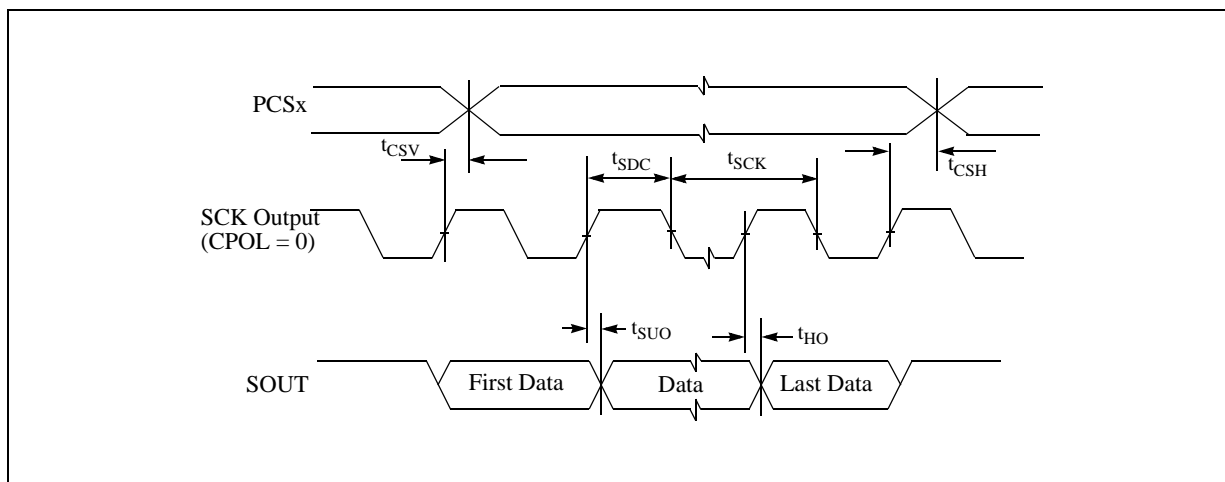 PCSx
tCSV
tSDC
tSCK
tCSH
SCK Output
(CPOL = 0)
tSUO
tHO
SOUT
First Data
Data
Last Data